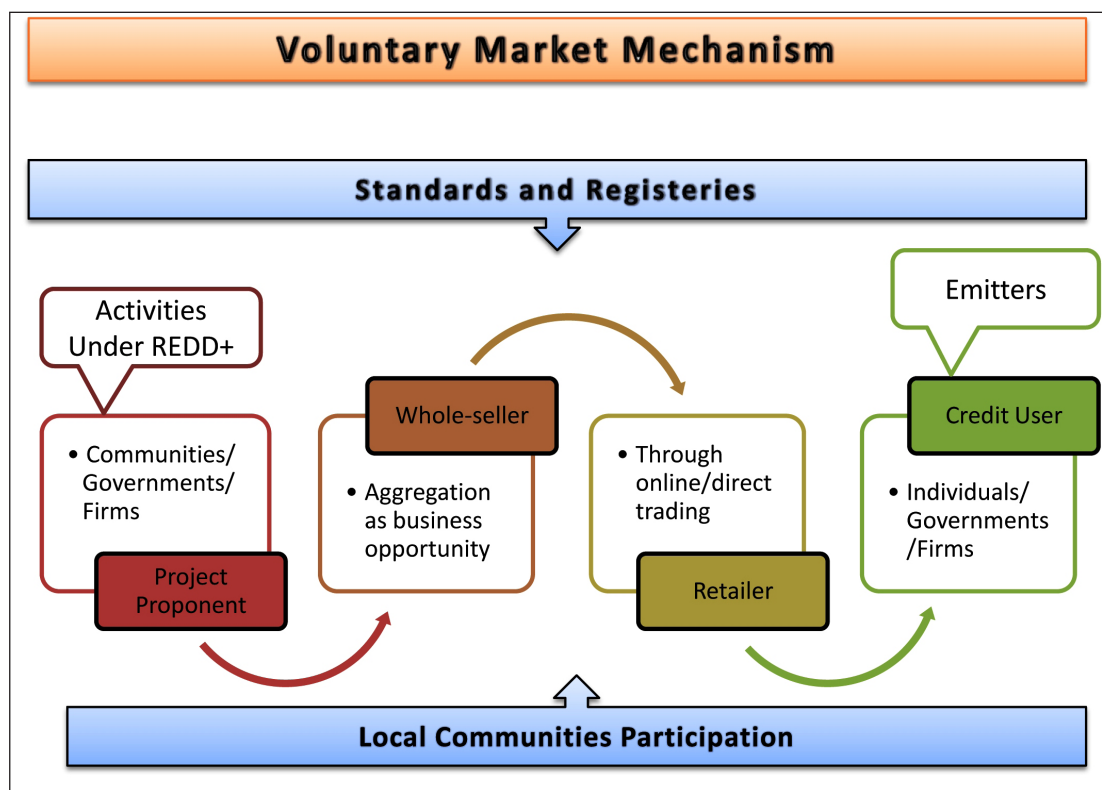 Voluntary Market Mechanism
Standards and Registeries
Activities
Under REDD+
• Communities/
Governments/
Firms
Project
Proponent
Whole-seller
• Aggregation
as business
opportunity
• Through
online/direct
trading
Retailer
Emitters
Credit User
• Individuals/
Governments
/Firms
Local Communities Participation